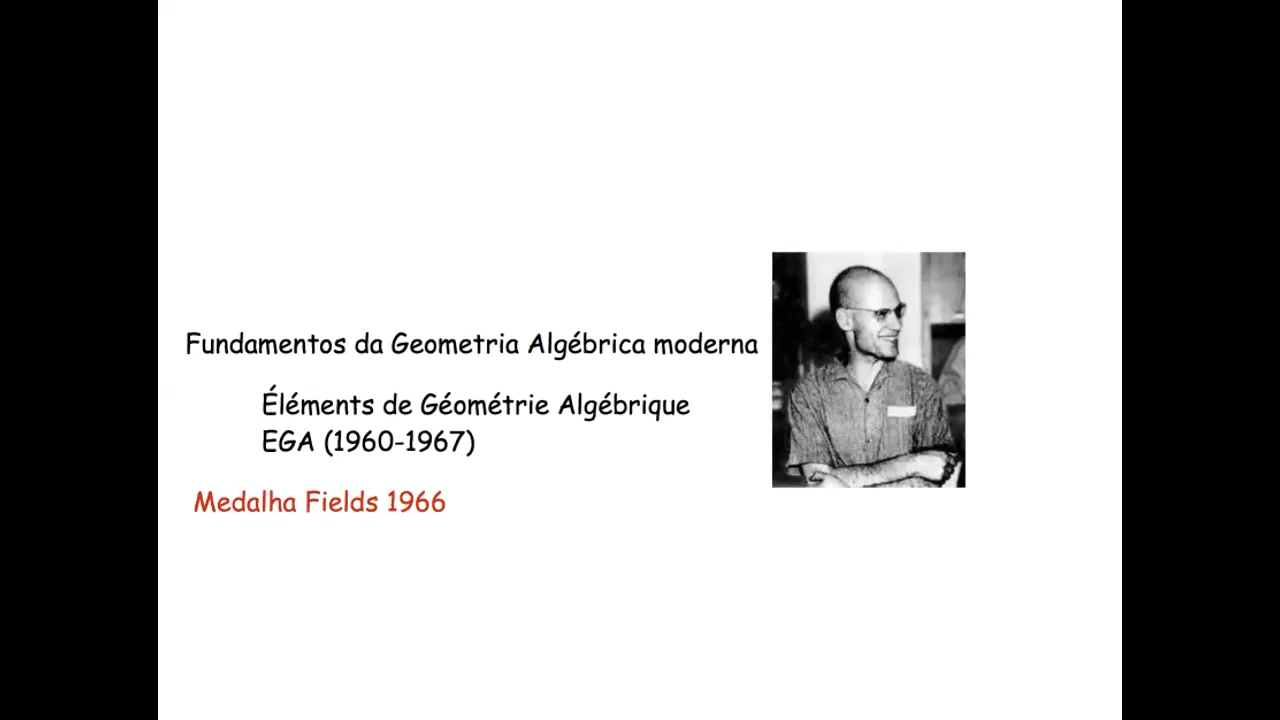 Fundamentos da Geometria Algébrica moderna
Éléments de Géométrie Algébrique
EGA (1960-1967)
Medalha Fields 1966